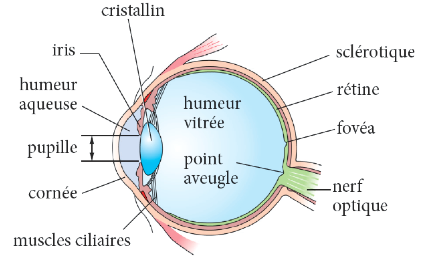 cristallin
iris
humeur
aqueuse
pupille
cornée
muscles ciliaires
humeur
vitrée
point
aveugle
sclérotique
rétine
fovéa
nerf
optique